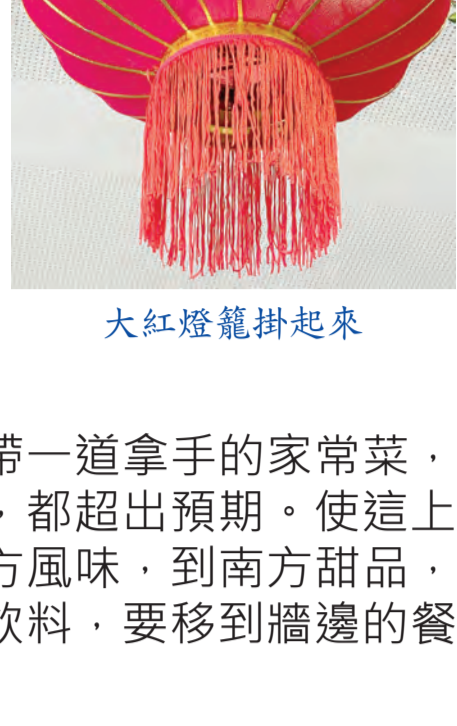 大紅燈籠掛起來
帶一道拿手的家常菜，
，都超出預期。使這上
方風味，到南方甜品，
飲料，要移到牆邊的餐